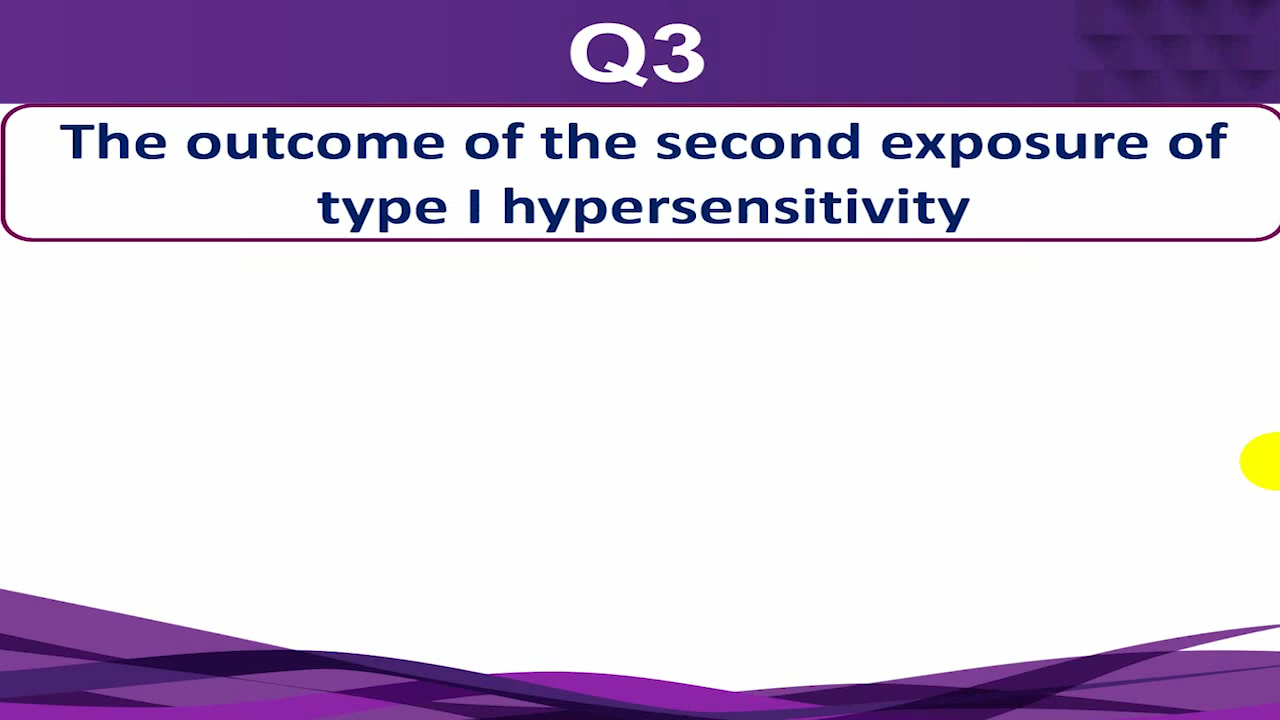 Q3
The outcome of the second exposure of
type I hypersensitivity